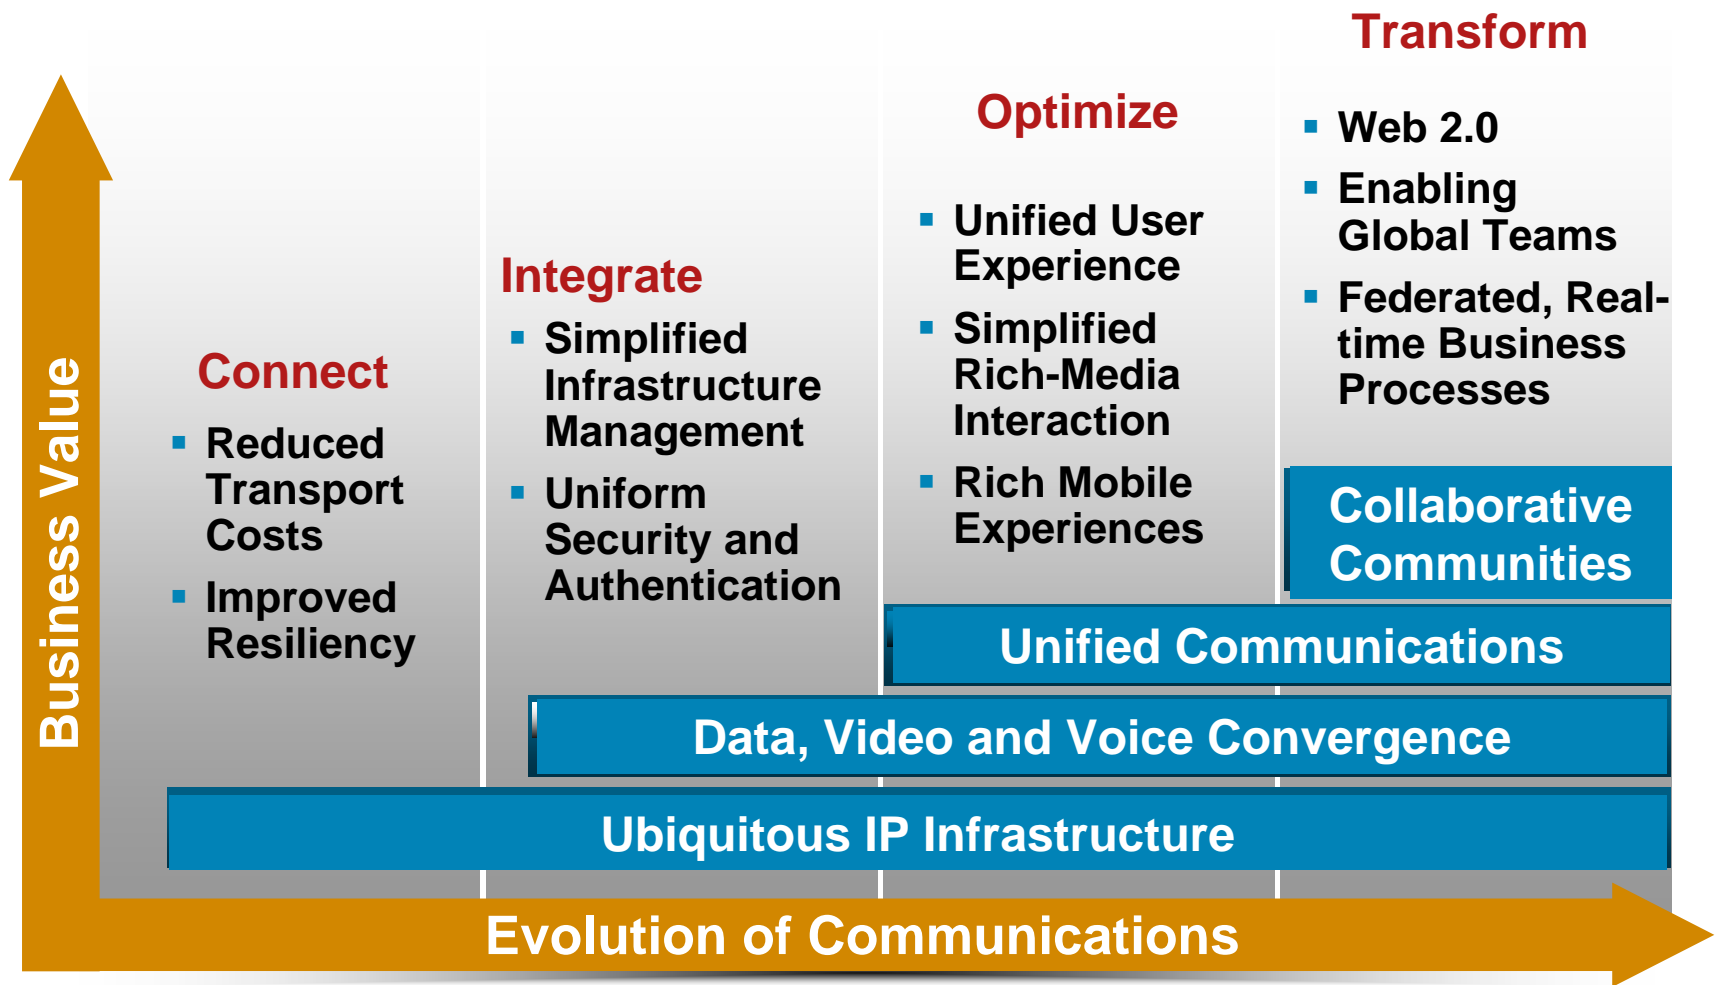 Business Value
Connect
Reduced
Transport
Costs
Improved
Resiliency
Integrate
Simplified
Infrastructure
Management
Uniform
Security and
Authentication
Optimize
Unified User
Experience
Simplified
Rich-Media
Interaction
Rich Mobile
Experiences
Transform
Web 2.0
Enabling
Global Teams
Federated, Real-
time Business
Processes
Collaborative
Communities
Unified Communications
Data, Video and Voice Convergence
Ubiquitous IP Infrastructure
Evolution of Communications